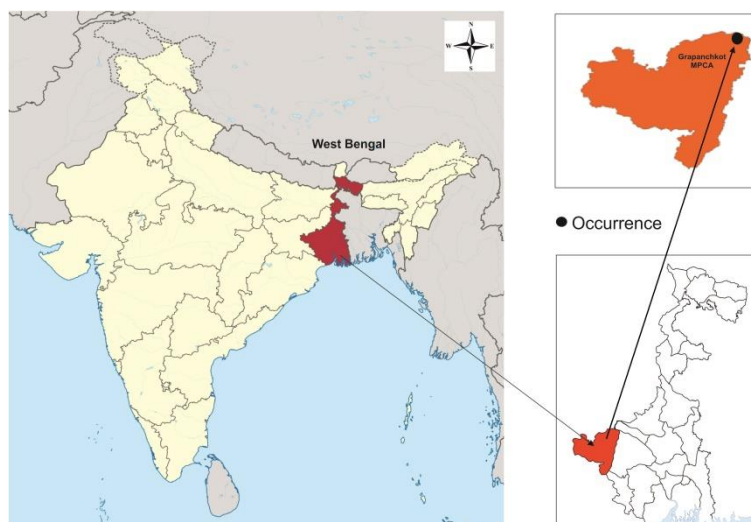 N
W E
S
West Bengal
Grapanchkot
MPCA
Occurrence